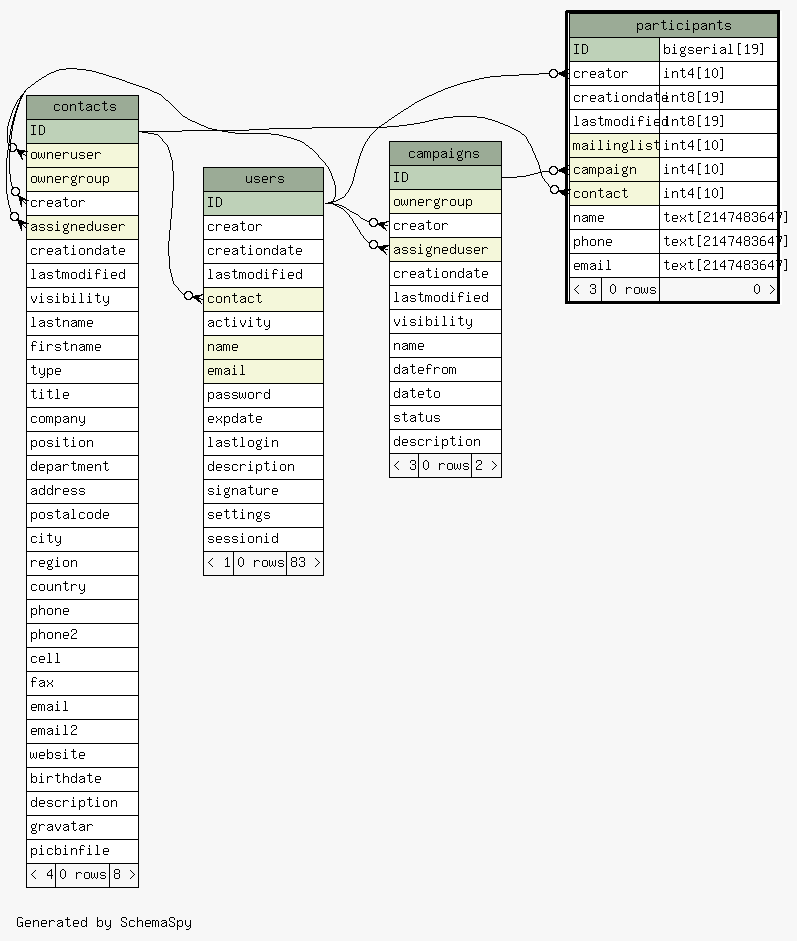 contacts
ID
owneruser
ownergroup
creator
assigneduser
creationdate
lastmodified
visibility
lastname
firstname
type
title
company
position
department
address
postalcode
city
region
country
phone
phone2
cell
fax
email
email2
website
birthdate
description
gravatar
picbinfile
< 4 0 rows 8 >
users
ID
creator
creationdate
lastmodified
contact
activity
name
email
password
expdate
lastlogin
description
signature
settings
sessionid
< 1 0 rows 83 >
campaigns
ID
ownergroup
creator
assigneduser
creationdate
lastmodified
visibility
name
datefrom
dateto
status
description
< 3 0 rows 2 >
participants
ID bigserial[19]
creator int4[10]
creationdate int8[19]
lastmodified int8[19]
mailinglist int4[10]
campaign int4[10]
contact int4[10]
name text[2147483647]
phone text[2147483647]
email text[2147483647]
< 3 0 rows 0 >
Generated by SchemaSpy